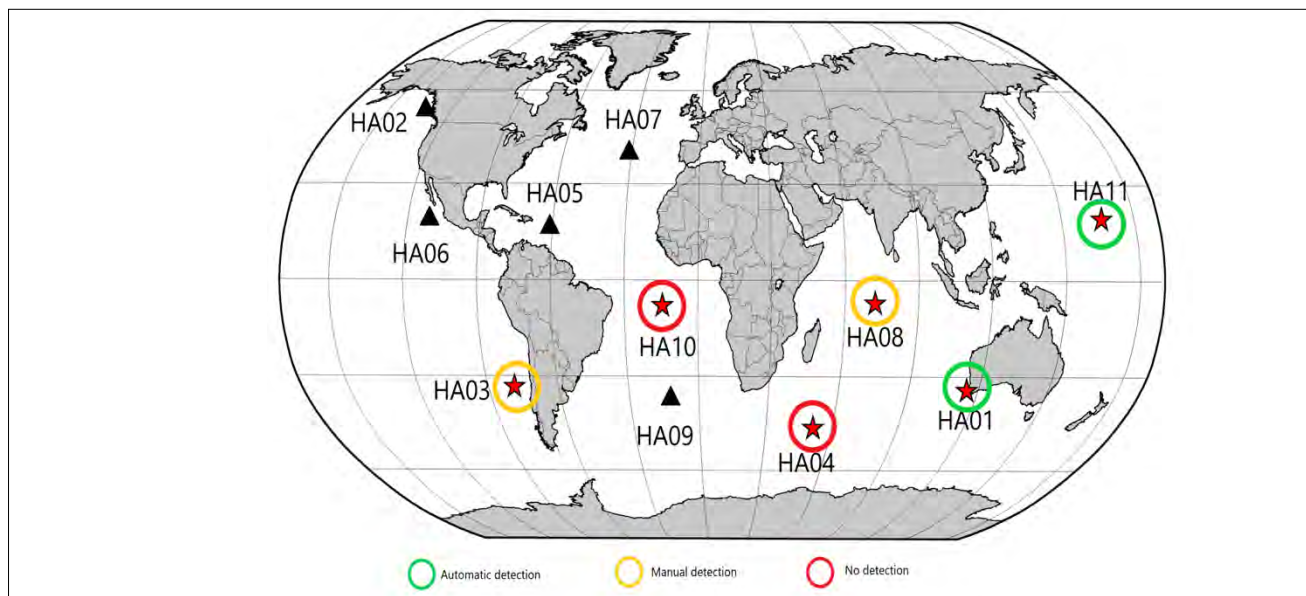 HA02
HA07
HA05
HA11
HA06
HA10
HA08
HA03
HA01
HA09
HA04
Automatic detection
Manual detection
No detection